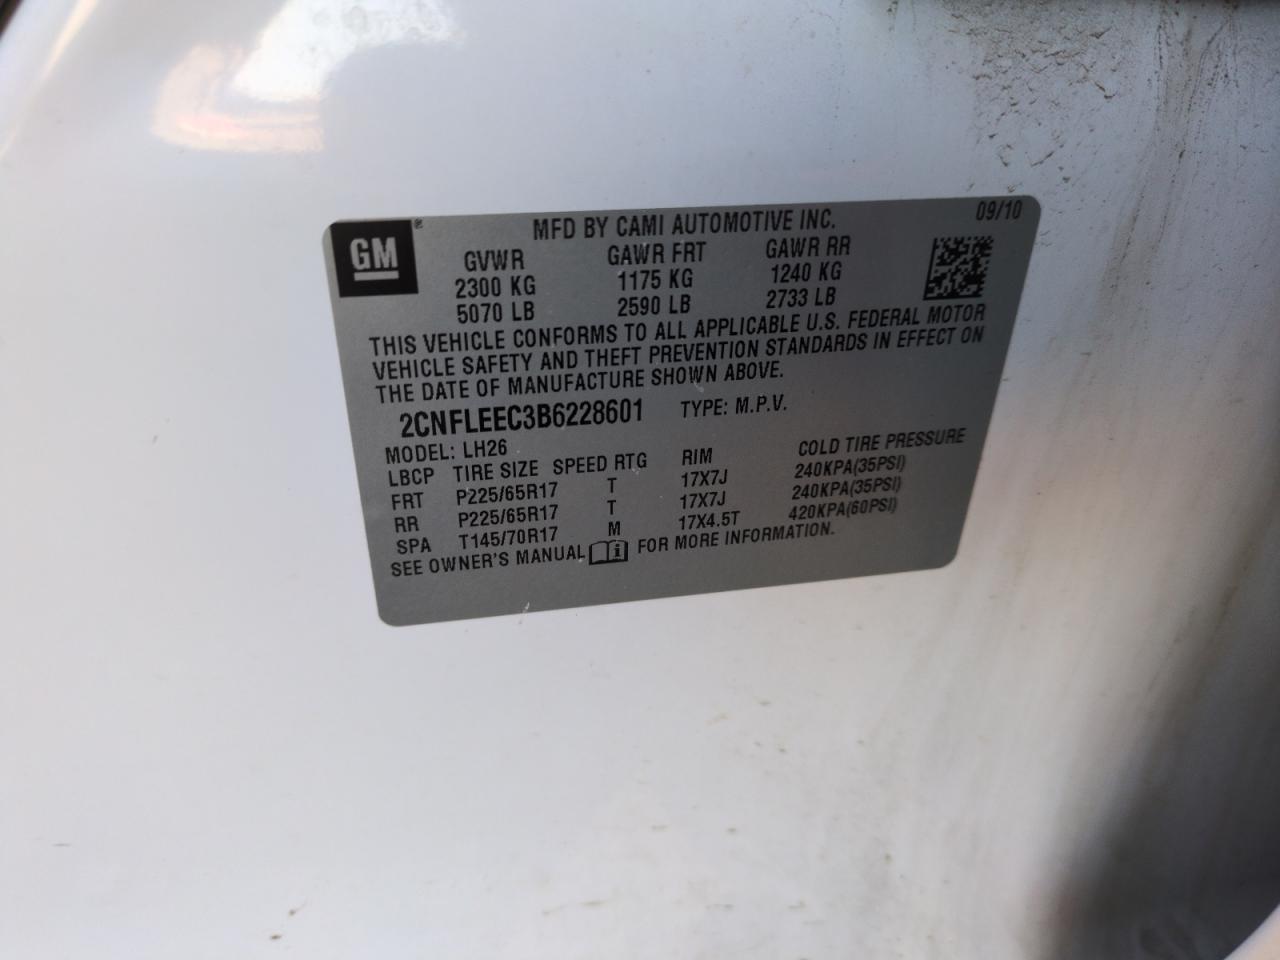 GM ®
MFD BY CAMI AUTOMOTIVE INC. 09/10
GVWR GAWR FRT GAWR RR
2300 KG 1175 KG 1240 KG
5070 LB 2590 LB 2733 LB
THIS VEHICLE CONFORMS TO ALL APPLICABLE U.S. FEDERAL MOTOR
VEHICLE SAFETY AND THEFT PREVENTION STANDARDS IN EFFECT ON
THE DATE OF MANUFACTURE SHOWN ABOVE.
2CNFLEEC3B6228601 TYPE: M.P.V.
MODEL: LH26
LBCP TIRE SIZE SPEED RTG RIM COLD TIRE PRESSURE
FRT P225/65R17 T 17X7J 240KPA(35PSI)
RR P225/65R17 T 17X7J 240KPA(35PSI)
SPA T145/70R17 M 17X4.5T 420KPA(60PSI)
SEE OWNER'S MANUAL i FOR MORE INFORMATION.